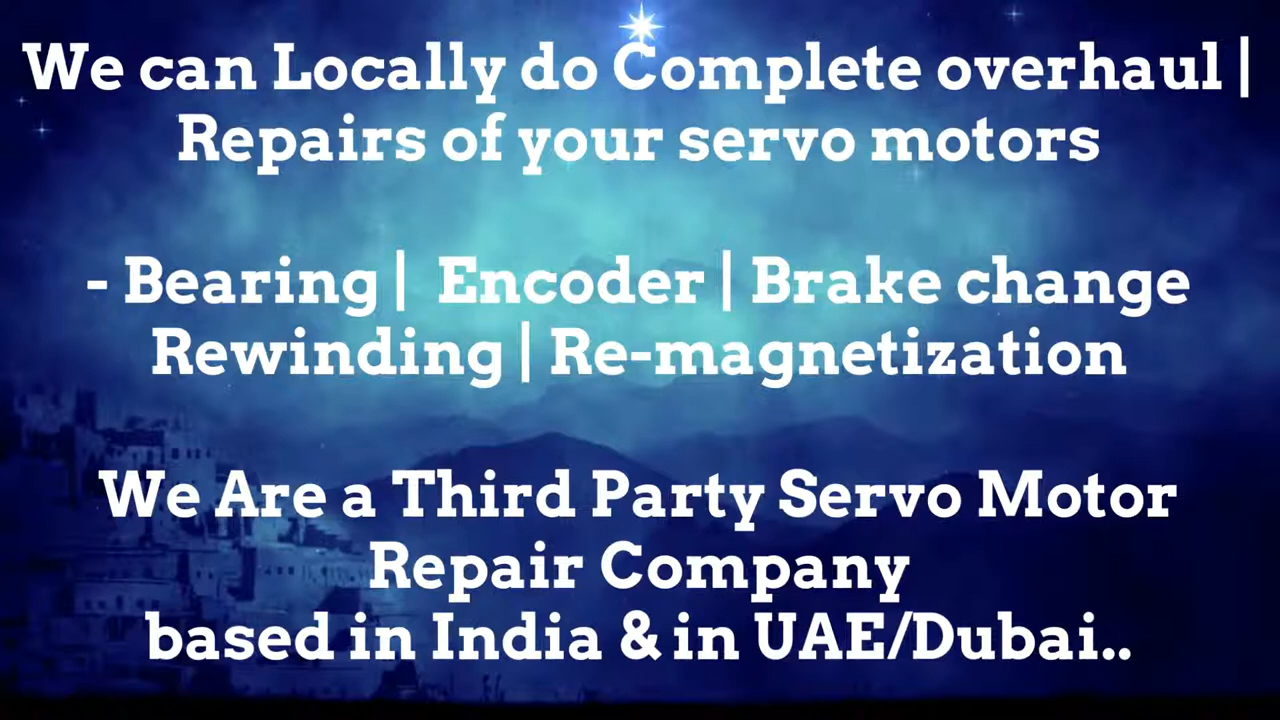 We can Locally do Complete overhaul |
Repairs of your servo motors
- Bearing | Encoder | Brake change
Rewinding | Re-magnetization
We Are a Third Party Servo Motor
Repair Company
based in India & in UAE/Dubai..